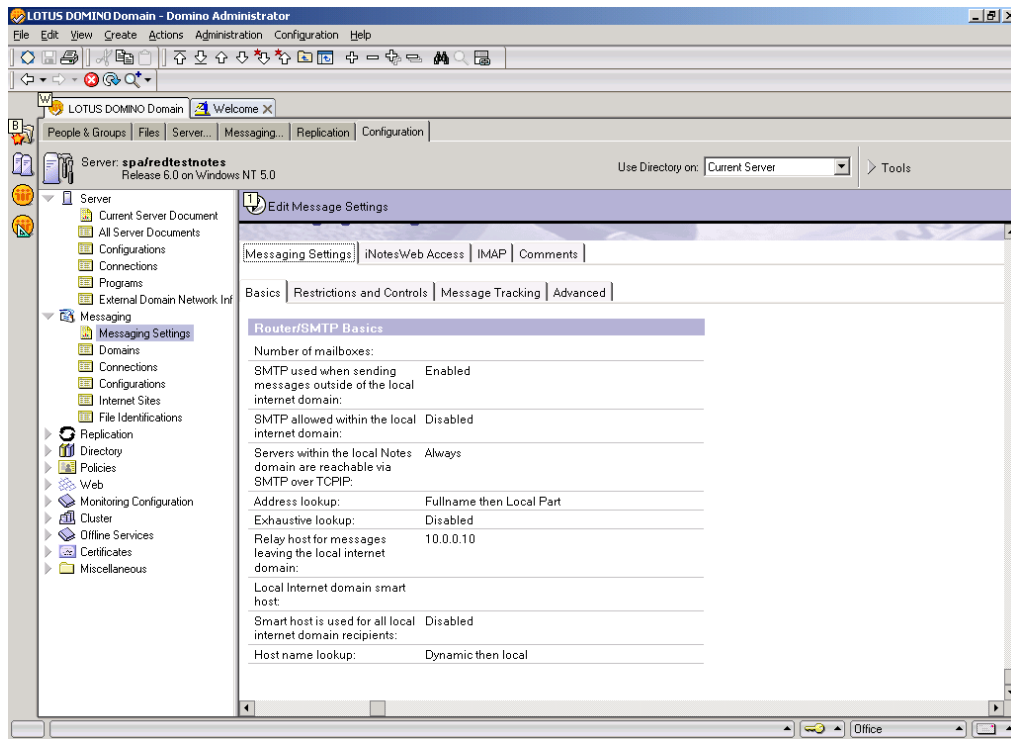 LOTUS DOMINO Domain - Domino Administrator
File Edit View Create Actions Administration Configuration Help
W
LOTUS DOMINO Domain Welcome
B
People & Groups Files Server... Messaging... Replication Configuration
Server: spa/redtestnotes
Release 6.0 on Windows NT 5.0
Use Directory on: Current Server
Tools
Server
Current Server Document
All Server Documents
Configurations
Connections
Programs
External Domain Network Inf
Messaging
Messaging Settings
Domains
Connections
Configurations
Internet Sites
File Identifications
Replication
Directory
Policies
Web
Monitoring Configuration
Cluster
Offline Services
Certificates
Miscellaneous
1
Edit Message Settings
Messaging Settings iNotesWeb Access IMAP Comments
Basics Restrictions and Controls Message Tracking Advanced
Router/SMTP Basics
Number of mailboxes:
SMTP used when sending Enabled
messages outside of the local
internet domain:
SMTP allowed within the local Disabled
internet domain:
Servers within the local Notes Always
domain are reachable via
SMTP over TCPIP:
Address lookup: Fullname then Local Part
Exhaustive lookup: Disabled
Relay host for messages 10.0.0.10
leaving the local internet
domain:
Local Internet domain smart
host:
Smart host is used for all local Disabled
internet domain recipients:
Host name lookup: Dynamic then local
Office